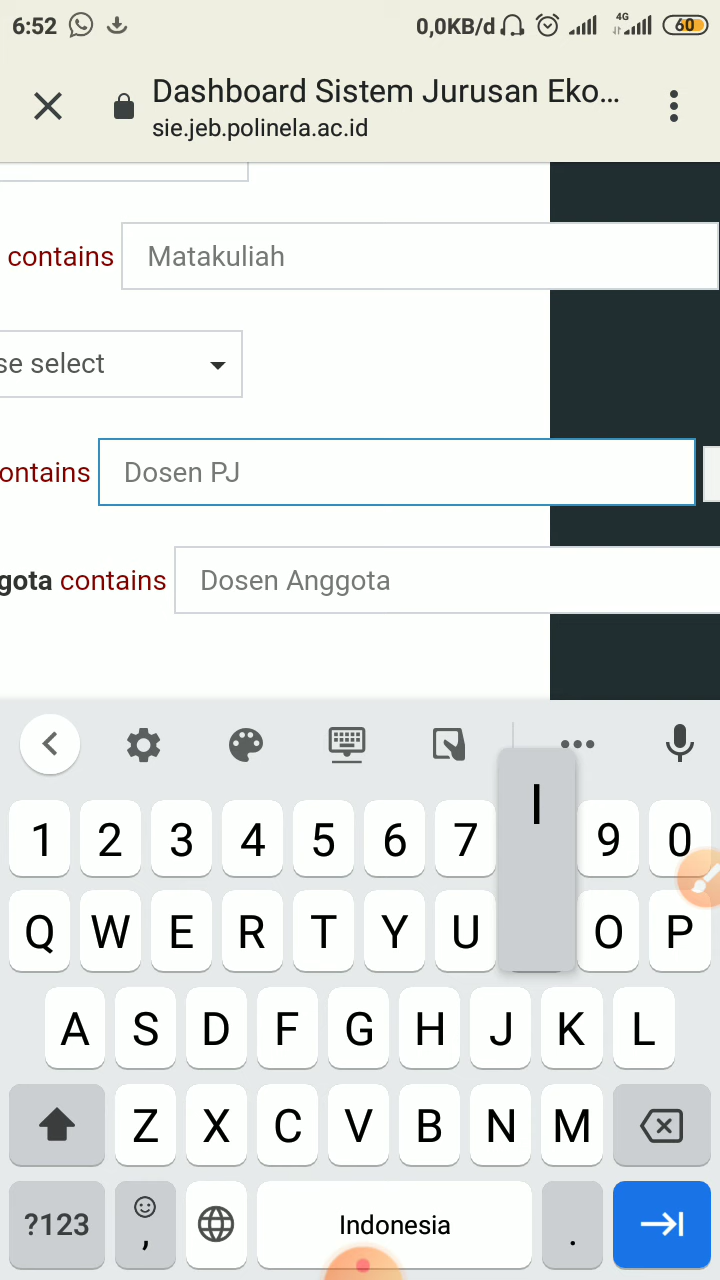 6:52 0,0KB/d 4G 60
Dashboard Sistem Jurusan Eko...
sie.jeb.polinela.ac.id
contains Matakuliah
se select
ontains Dosen PJ
gota contains Dosen Anggota
1 2 3 4 5 6 7 9 0
Q W E R T Y U I O P
A S D F G H J K L
Z X C V B N M
?123 , Indonesia .